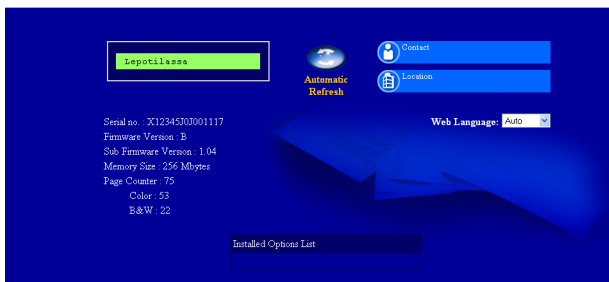 Lepotilassa
Automatic
Refresh
Contact
Location
Serial no. : X12345J0J001117
Web Language: Auto
Firmware Version : B
Sub Firmware Version : 1.04
Memory Size : 256 Mbytes
Page Counter : 75
Color : 53
B&W : 22
Installed Options List